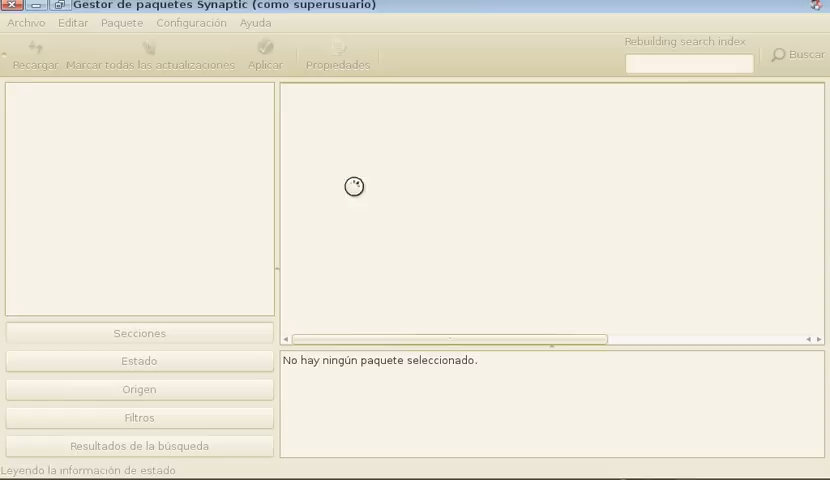 Gestor de paquetes Synaptic (como superusuario)
Archivo Editar Paquete Configuración Ayuda
Rebuilding search index
Recargar Marcar todas las actualizaciones Aplicar Propiedades Buscar
Secciones
Estado
Origen
Filtros
Resultados de la búsqueda
No hay ningún paquete seleccionado.
Leyendo la información de estado